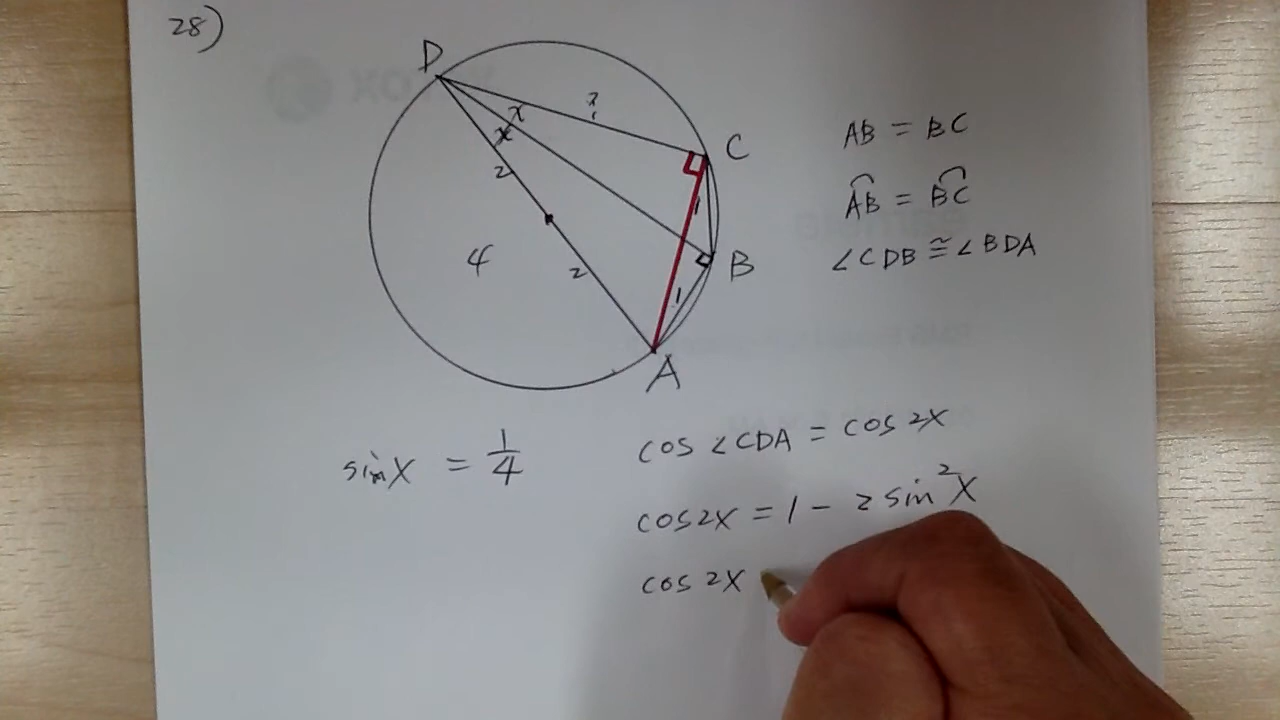 28)
D
?
x
x
C
2
1
AB = BC
AB = BC
∠CDB ≅ ∠BDA
4
2
B
1
A
sin x = 1/4
cos ∠CDA = cos 2x
cos 2x = 1 - 2 sin² x
cos 2x